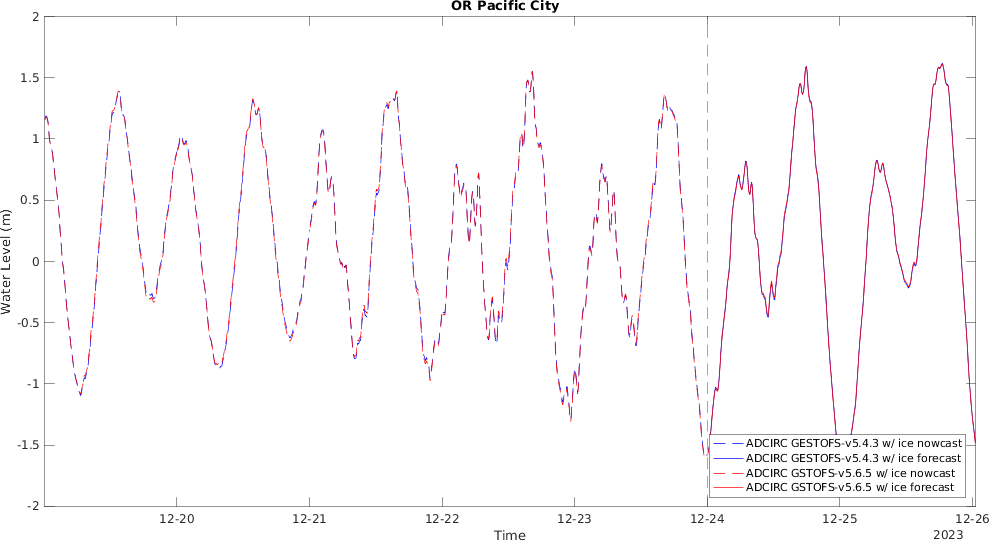 OR Pacific City
2
1.5
1
0.5
0
-0.5
-1
-1.5
-2
Water Level (m)
12-20
12-21
12-22
12-23
12-24
12-25
12-26
Time
2023
ADCIRC GESTOFS-v5.4.3 w/ ice nowcast
ADCIRC GESTOFS-v5.4.3 w/ ice forecast
ADCIRC GSTOFS-v5.6.5 w/ ice nowcast
ADCIRC GSTOFS-v5.6.5 w/ ice forecast